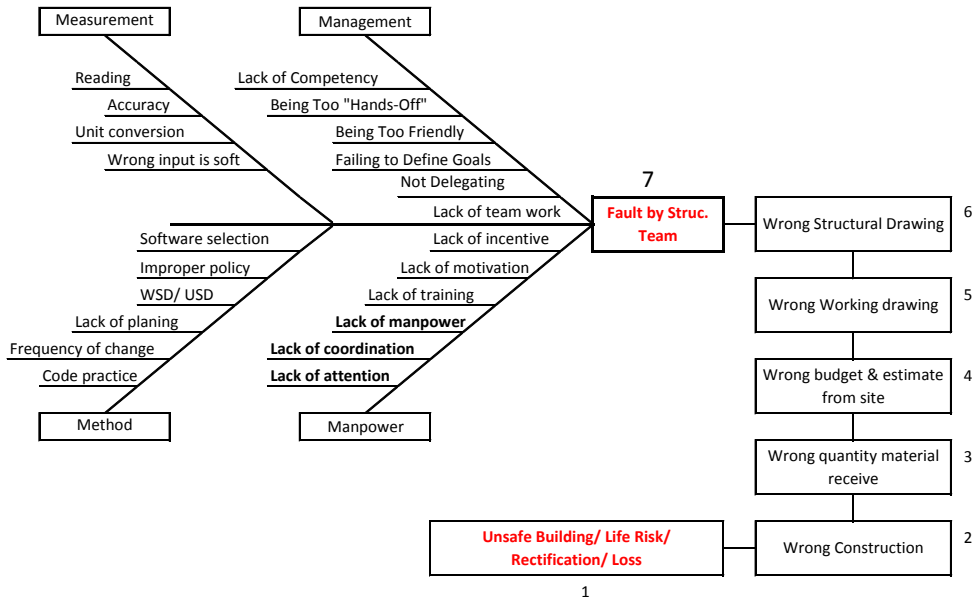 Measurement
Management
Reading
Accuracy
Unit conversion
Wrong input is soft
Lack of Competency
Being Too "Hands-Off"
Being Too Friendly
Failing to Define Goals
Not Delegating
Lack of team work
Software selection
Improper policy
WSD/ USD
Lack of planing
Frequency of change
Code practice
Method
Lack of incentive
Lack of motivation
Lack of training
Lack of manpower
Lack of coordination
Lack of attention
Manpower
7
Fault by Struc.
Team
Wrong Structural Drawing
6
Wrong Working drawing
5
Wrong budget & estimate
from site
4
Wrong quantity material
receive
3
Wrong Construction
2
Unsafe Building/ Life Risk/
Rectification/ Loss
1